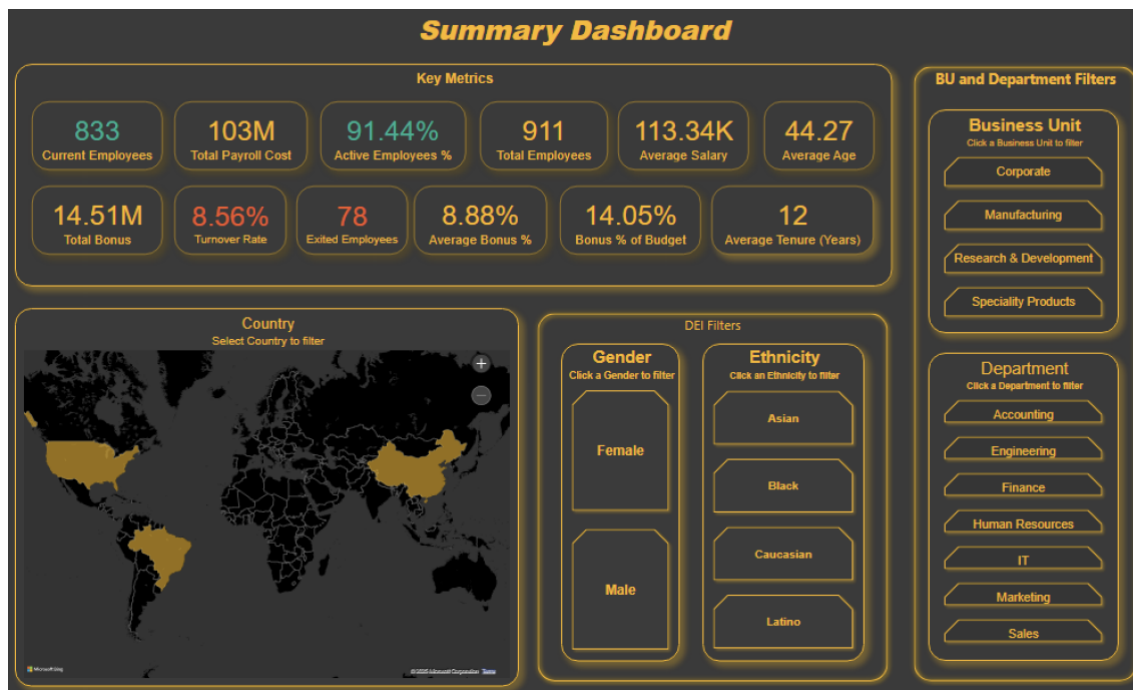 Summary Dashboard
Key Metrics
833
Current Employees
103M
Total Payroll Cost
91.44%
Active Employees %
911
Total Employees
113.34K
Average Salary
44.27
Average Age
14.51M
Total Bonus
8.56%
Turnover Rate
78
Exited Employees
8.88%
Average Bonus %
14.05%
Bonus % of Budget
12
Average Tenure (Years)
Country
Select Country to filter
+
Microsoft Bing
© 2025 Microsoft Corporation Terms
DEI Filters
Gender
Click a Gender to filter
Female
Male
Ethnicity
Click an Ethnicity to filter
Asian
Black
Caucasian
Latino
BU and Department Filters
Business Unit
Click a Business Unit to filter
Corporate
Manufacturing
Research & Development
Speciality Products
Department
Click a Department to filter
Accounting
Engineering
Finance
Human Resources
IT
Marketing
Sales